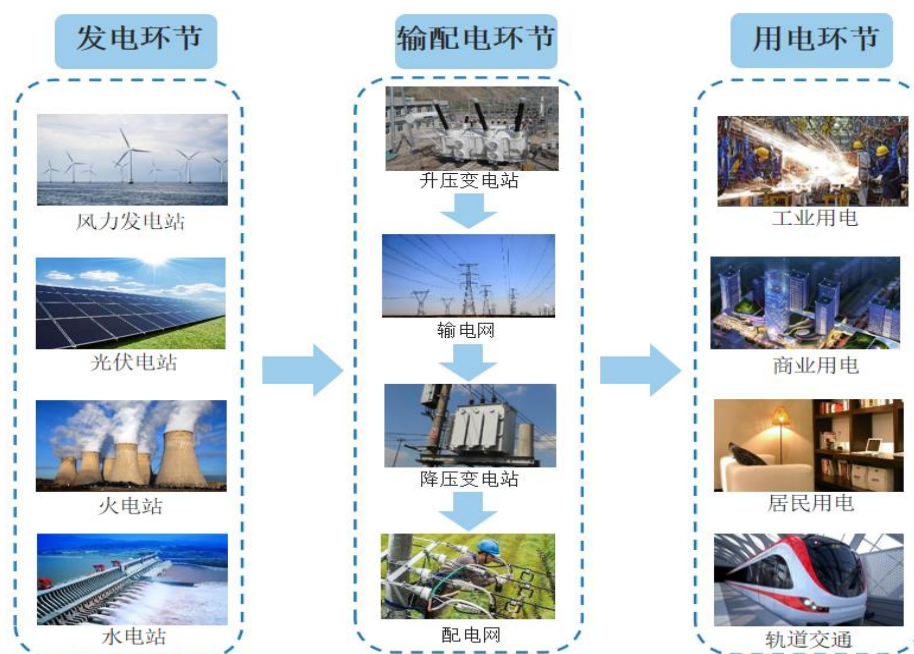 发电环节
输配电环节
用电环节
风力发电站
光伏电站
火电站
水电站
升压变电站
输电网
降压变电站
配电网
工业用电
商业用电
居民用电
轨道交通